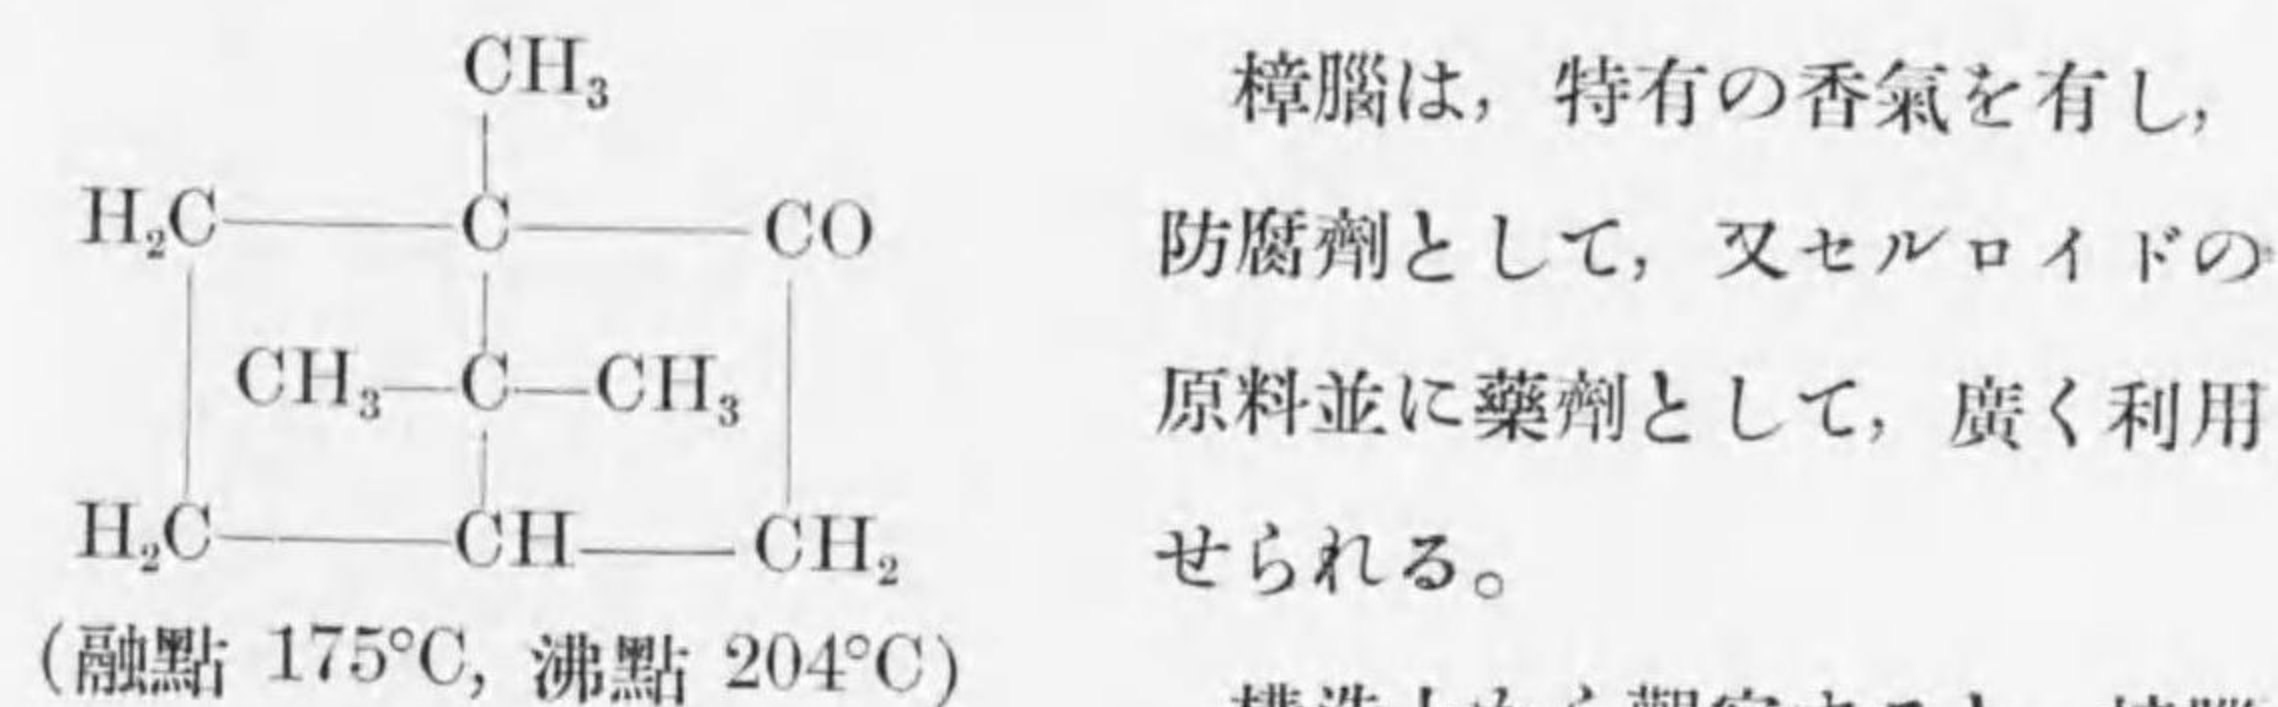 CH₃
H₂C C CO
CH₃—C—CH₃
H₂C CH CH₂
(融點 175°C, 沸點 204°C)
樟腦は, 特有の香氣を有し,
防腐劑として, 又セルロイドの
原料並に藥劑として, 廣く利用
せられる。